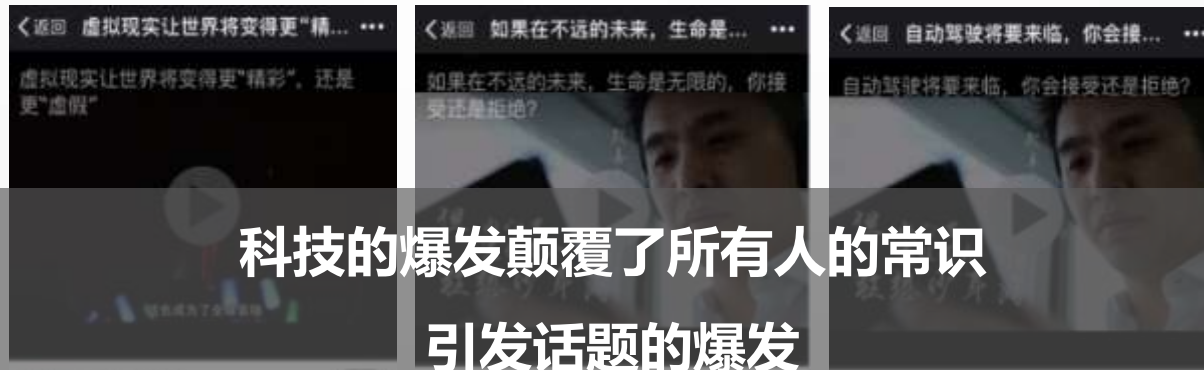 返回 虚拟现实让世界将变得更“精...
虚拟现实让世界将变得更“精彩”，还是
更“虚假”
返回 如果在不远的未来，生命是...
如果在不远的未来，生命是无限的，你接
受还是拒绝？
返回 自动驾驶将要来临，你会接...
自动驾驶将要来临，你会接受还是拒绝？
科技的爆发颠覆了所有人的常识
引发话题的爆发